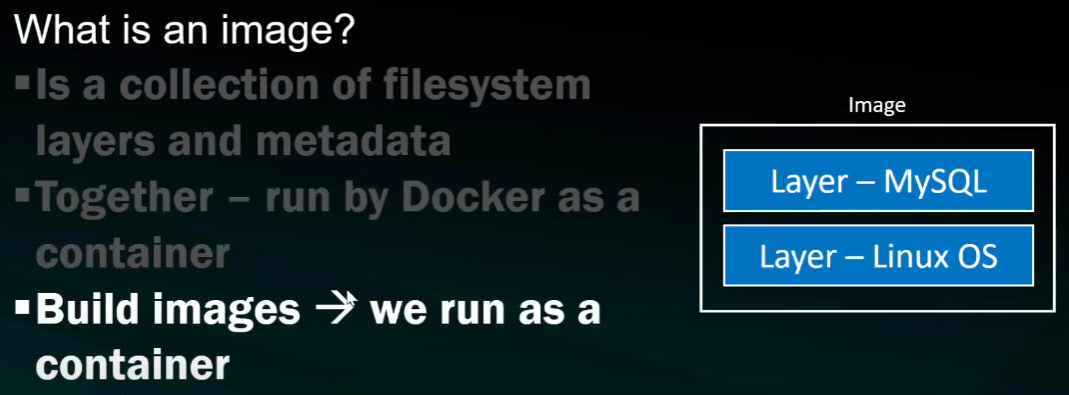 What is an image?
▪Is a collection of filesystem
layers and metadata
▪Together – run by Docker as a
container
▪Build images → we run as a
container
Image
Layer – MySQL
Layer – Linux OS